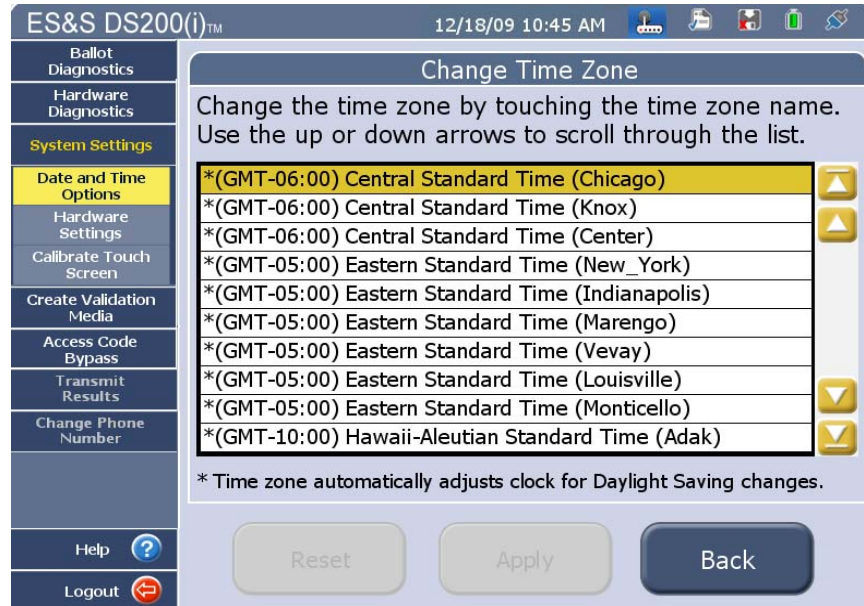 ES&S DS200(i)™
12/18/09 10:45 AM
Ballot
Diagnostics
Hardware
Diagnostics
System Settings
Date and Time
Options
Hardware
Settings
Calibrate Touch
Screen
Create Validation
Media
Access Code
Bypass
Transmit
Results
Change Phone
Number
Help ?
Logout
Change Time Zone
Change the time zone by touching the time zone name.
Use the up or down arrows to scroll through the list.
*(GMT-06:00) Central Standard Time (Chicago)
*(GMT-06:00) Central Standard Time (Knox)
*(GMT-06:00) Central Standard Time (Center)
*(GMT-05:00) Eastern Standard Time (New_York)
*(GMT-05:00) Eastern Standard Time (Indianapolis)
*(GMT-05:00) Eastern Standard Time (Marengo)
*(GMT-05:00) Eastern Standard Time (Vevay)
*(GMT-05:00) Eastern Standard Time (Louisville)
*(GMT-05:00) Eastern Standard Time (Monticello)
*(GMT-10:00) Hawaii-Aleutian Standard Time (Adak)
* Time zone automatically adjusts clock for Daylight Saving changes.
Reset
Apply
Back